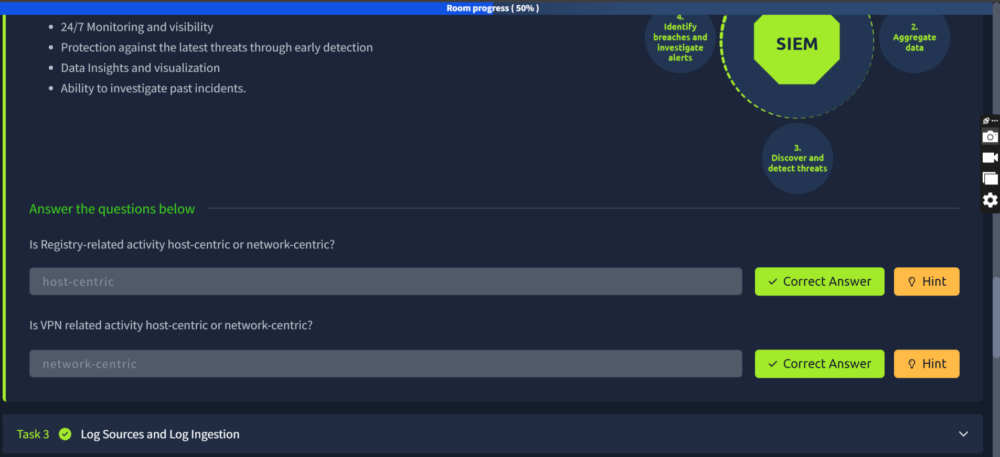 Room progress ( 50% )
24/7 Monitoring and visibility
Protection against the latest threats through early detection
Data Insights and visualization
Ability to investigate past incidents.
4.
Identify
breaches and
investigate
alerts
SIEM
2.
Aggregate
data
3.
Discover and
detect threats
Answer the questions below
Is Registry-related activity host-centric or network-centric?
host-centric
Correct Answer
Hint
Is VPN related activity host-centric or network-centric?
network-centric
Correct Answer
Hint
Task 3
Log Sources and Log Ingestion